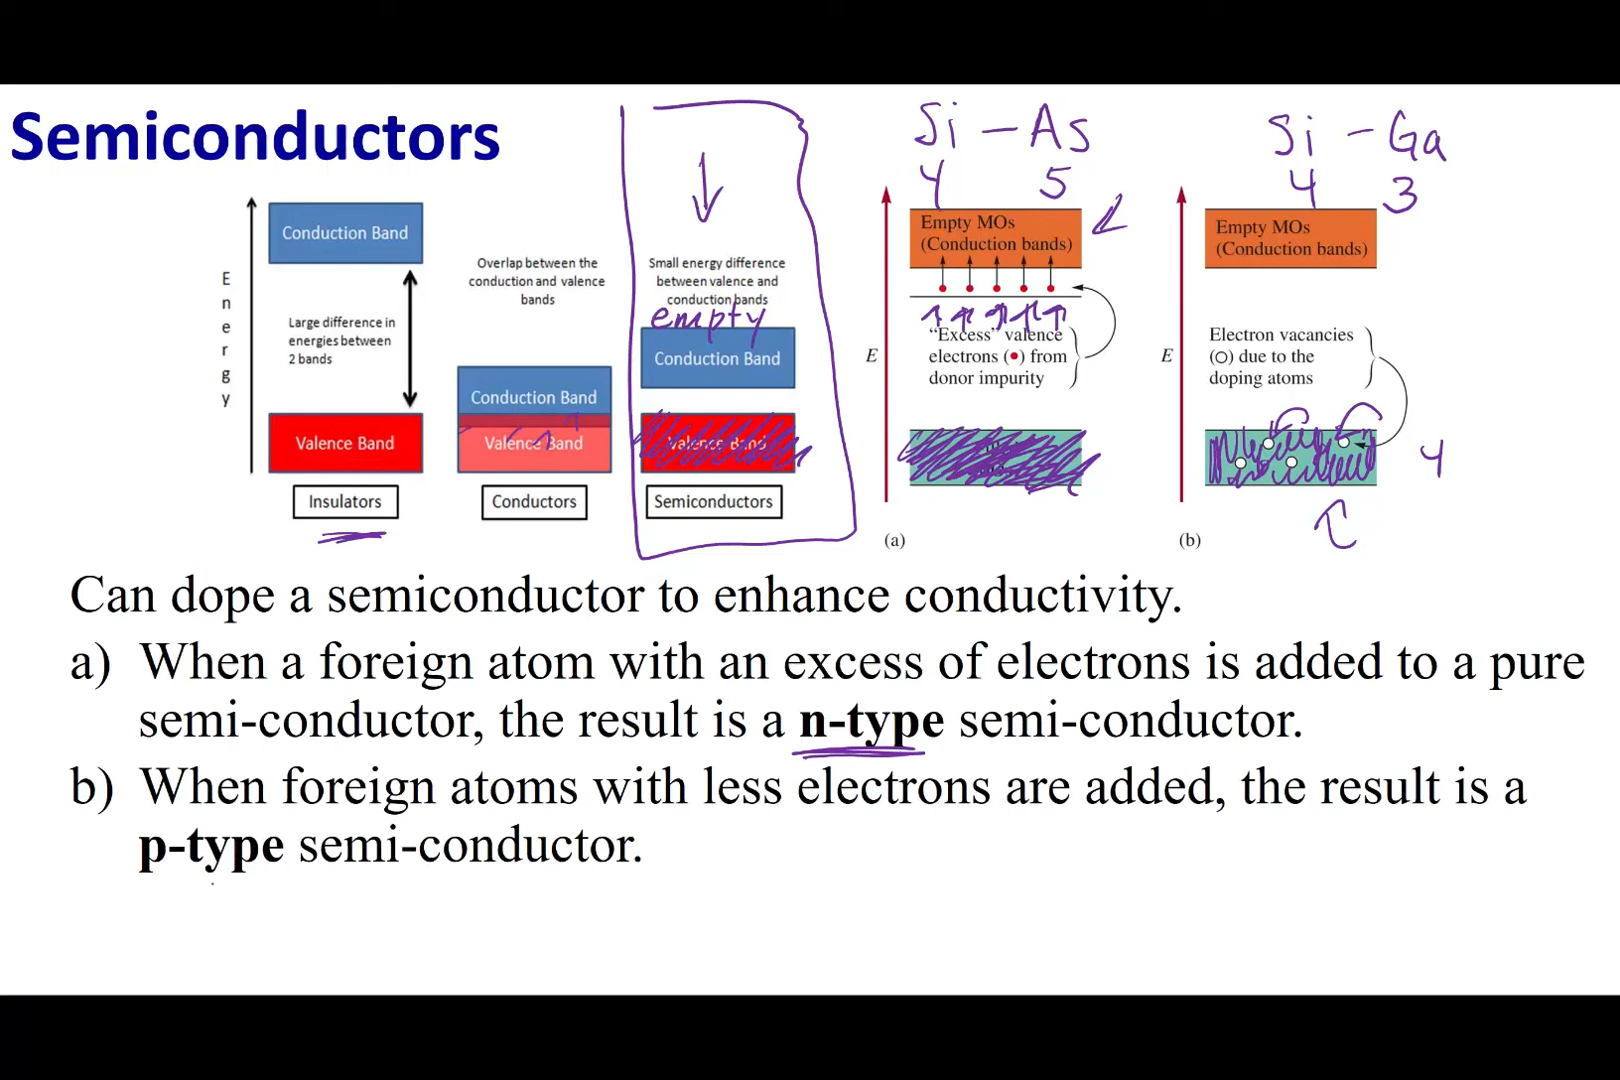 Semiconductors
Si - As
4 5
Si - Ga
4 3
Energy
Conduction Band
Large difference in
energies between
2 bands
Valence Band
Insulators
Overlap between the
conduction and valence
bands
Conduction Band
Valence Band
Conductors
Small energy difference
between valence and
conduction bands
empty
Conduction Band
Valence Band
Semiconductors
E
Empty MOs
(Conduction bands)
"Excess" valence
electrons (●) from
donor impurity
(a)
E
Empty MOs
(Conduction bands)
Electron vacancies
(○) due to the
doping atoms
4
(b)
Can dope a semiconductor to enhance conductivity.
a) When a foreign atom with an excess of electrons is added to a pure
semi-conductor, the result is a n-type semi-conductor.
b) When foreign atoms with less electrons are added, the result is a
p-type semi-conductor.